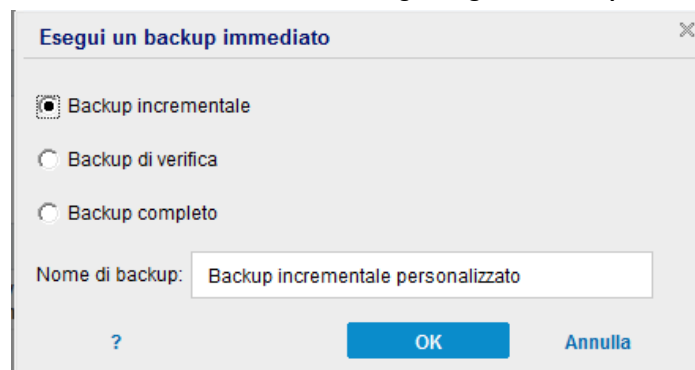 Esegui un backup immediato
Backup incrementale
Backup di verifica
Backup completo
Nome di backup: Backup incrementale personalizzato
? OK Annulla